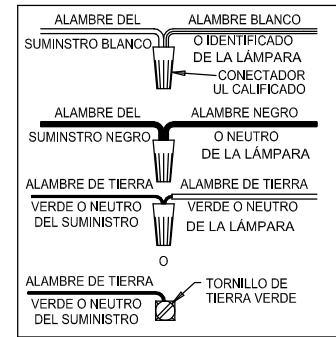 ALAMBRE DEL ALAMBRE BLANCO
SUMINSTRO BLANCO O IDENTIFICADO
DE LA LÁMPARA
CONECTADOR
UL CALIFICADO
ALAMBRE DEL ALAMBRE NEGRO
SUMINSTRO NEGRO O NEUTRO
DE LA LÁMPARA
ALAMBRE DE TIERRA ALAMBRE DE TIERRA
VERDE O NEUTRO VERDE O NEUTRO
DEL SUMINISTRO DE LA LÁMPARA
O
ALAMBRE DE TIERRA TORNILLO DE
VERDE O NEUTRO TIERRA VERDE
DEL SUMINISTRO